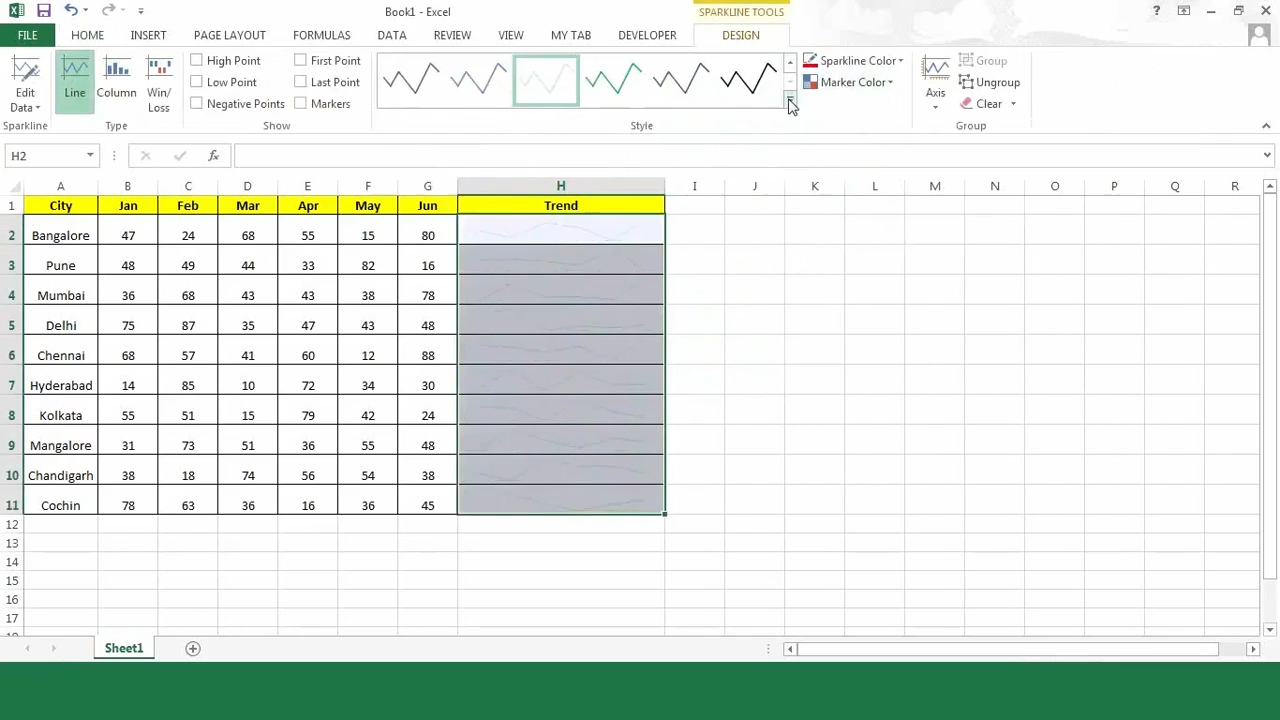 Book1 - Excel
SPARKLINE TOOLS
?
FILE HOME INSERT PAGE LAYOUT FORMULAS DATA REVIEW VIEW MY TAB DEVELOPER DESIGN
Edit Data
Line
Column
Win/
Loss
High Point First Point
Low Point Last Point
Negative Points Markers
Sparkline Color
Marker Color
Axis
Group
Ungroup
Clear
Sparkline Type Show Style Group
H2 fx
A B C D E F G H I J K L M N O P Q R
1 City Jan Feb Mar Apr May Jun Trend
2 Bangalore 47 24 68 55 15 80
3 Pune 48 49 44 33 82 16
4 Mumbai 36 68 43 43 38 78
5 Delhi 75 87 35 47 43 48
6 Chennai 68 57 41 60 12 88
7 Hyderabad 14 85 10 72 34 30
8 Kolkata 55 51 15 79 42 24
9 Mangalore 31 73 51 36 55 48
10 Chandigarh 38 18 74 56 54 38
11 Cochin 78 63 36 16 36 45
12
13
14
15
16
17
18
Sheet1